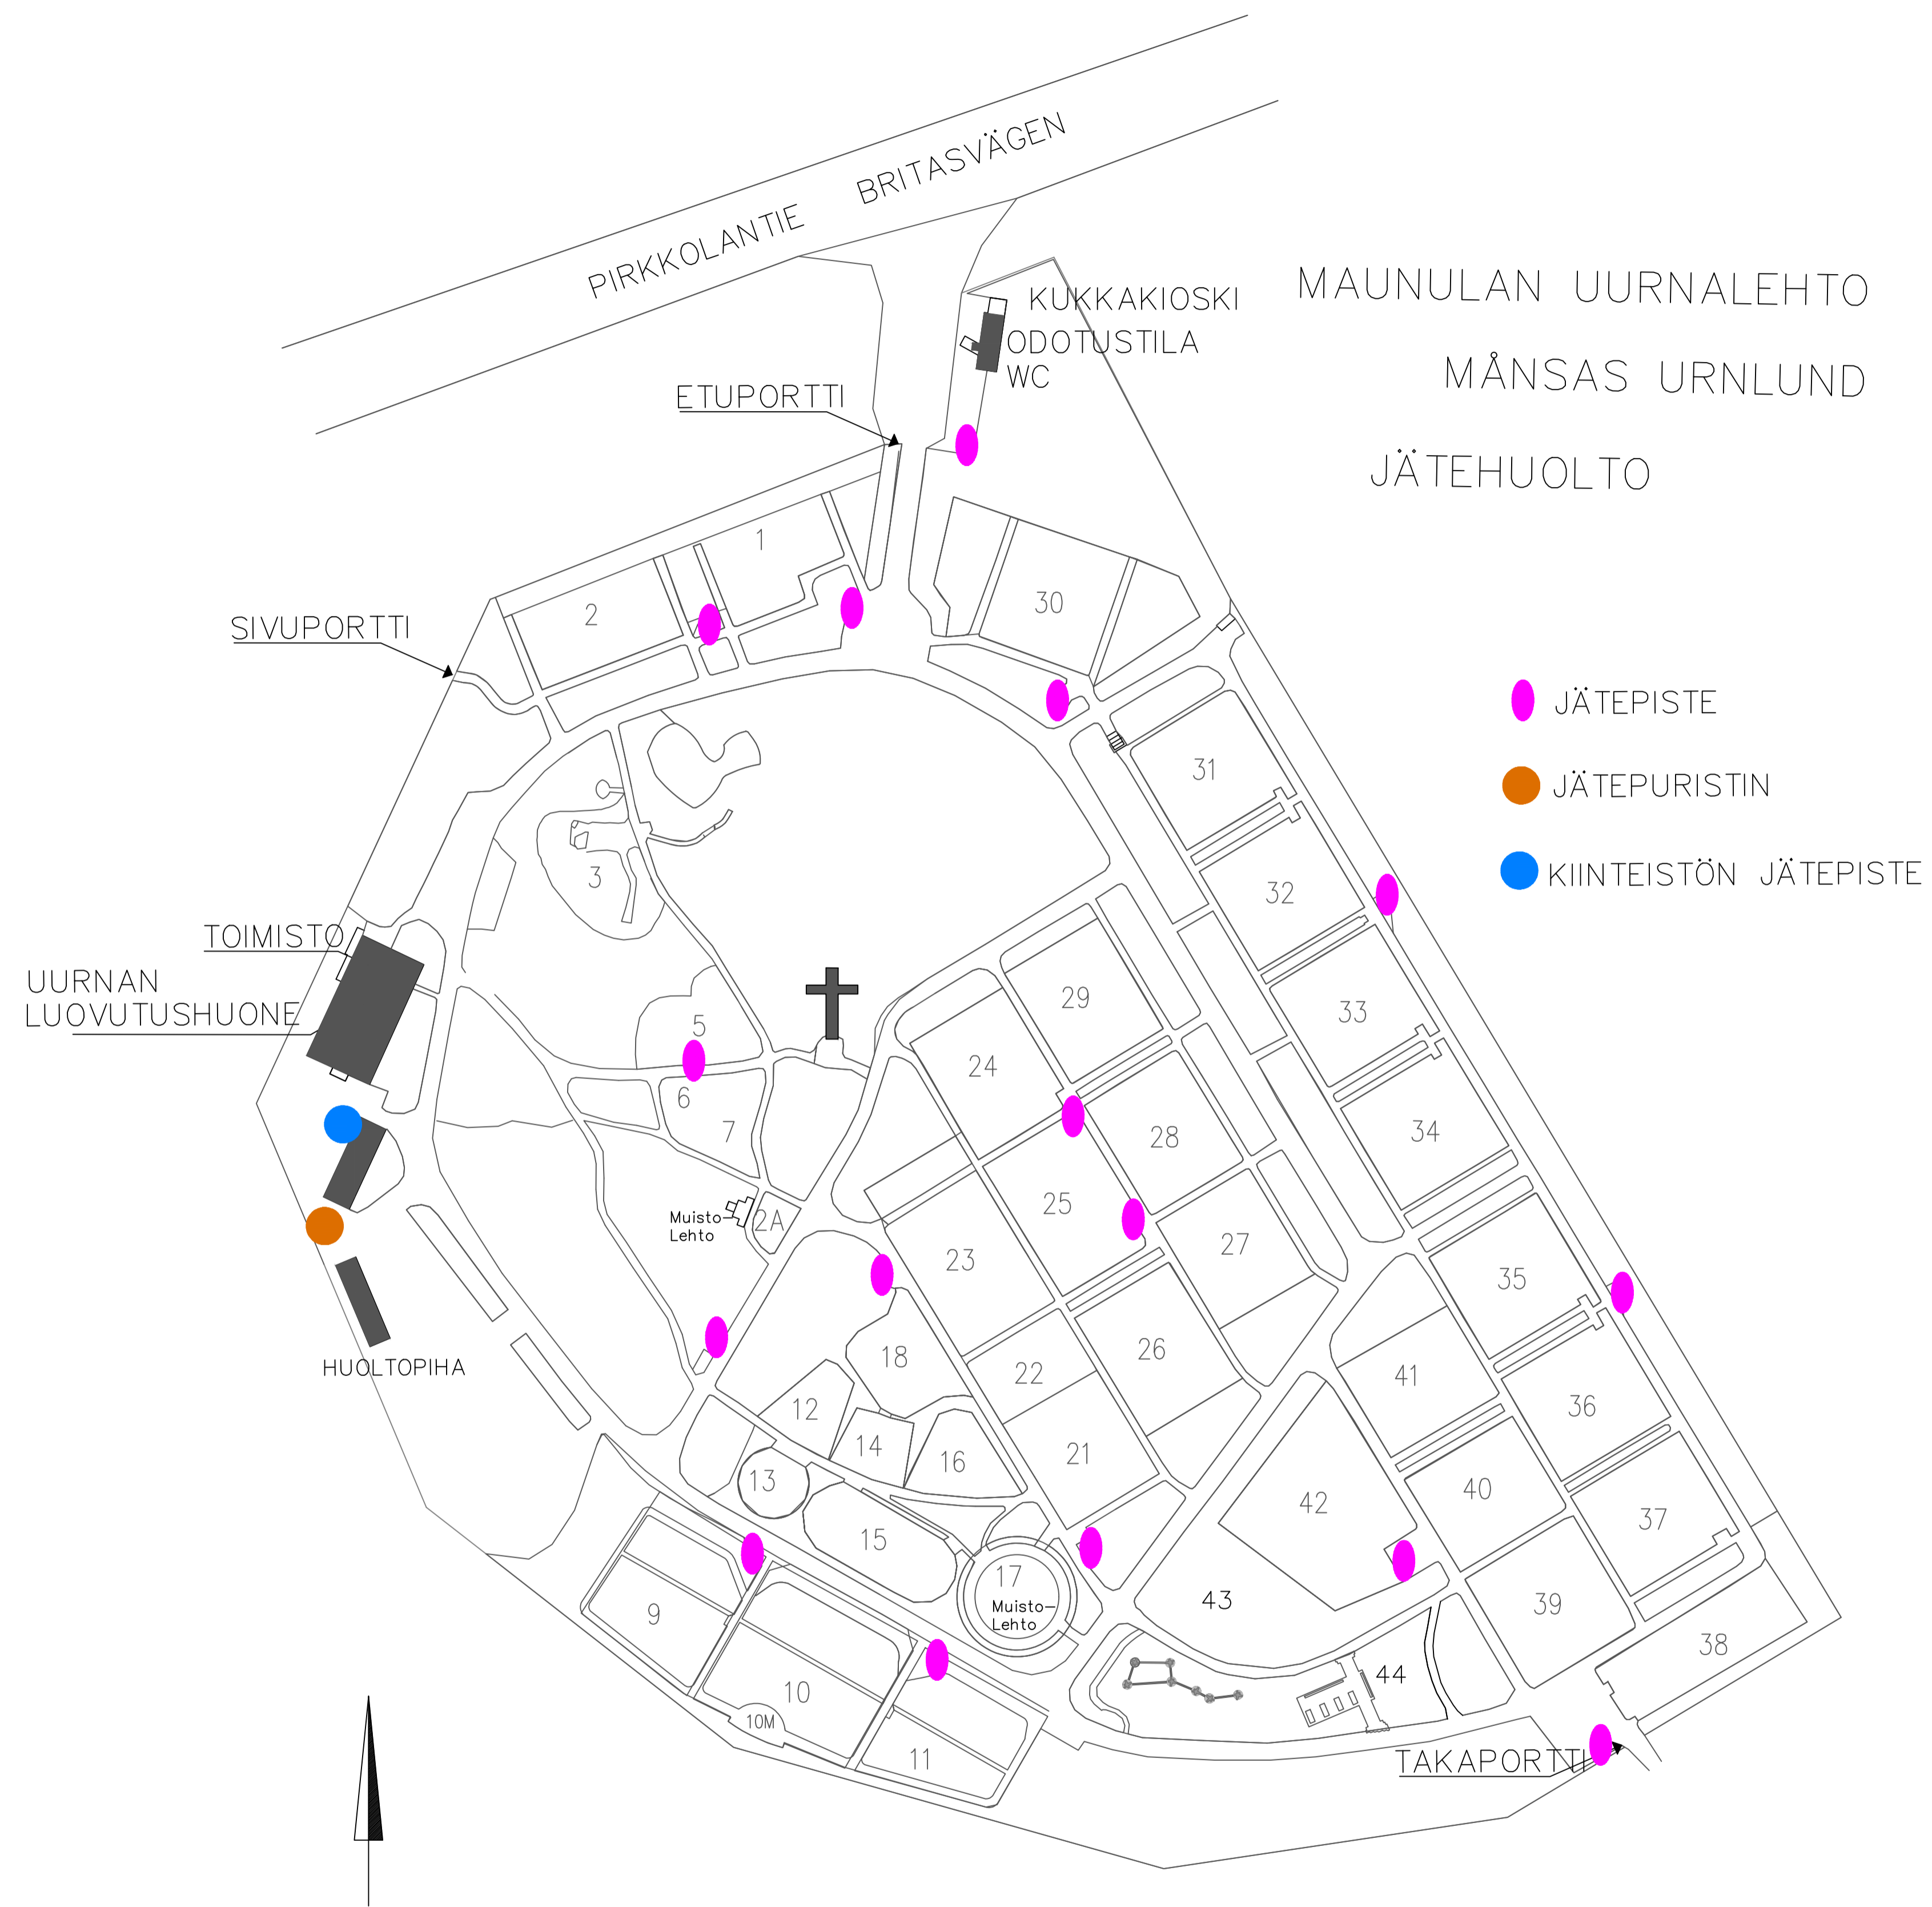 PIRKKOLANTIE BRITASVÄGEN
KUKKAKIOSKI
ODOTUSTILA
WC
MAUNULAN UURNALEHTO
MÅNSAS URNLUND
JÄTEHUOLTO
ETUPORTTI
SIVUPORTTI
JÄTEPISTE
JÄTEPURISTIN
KIINTEISTÖN JÄTEPISTE
TOIMISTO
UURNAN
LUOVUTUSHUONE
HUOLTOPIHA
TAKAPORTTI
1
2
30
31
3
32
5
29
33
24
6
7
28
34
Muisto-
Lehto
2A
25
23
27
35
18
22
26
41
36
12
14
16
21
13
40
42
37
15
17
Muisto-
Lehto
43
39
9
38
10
10M
44
11